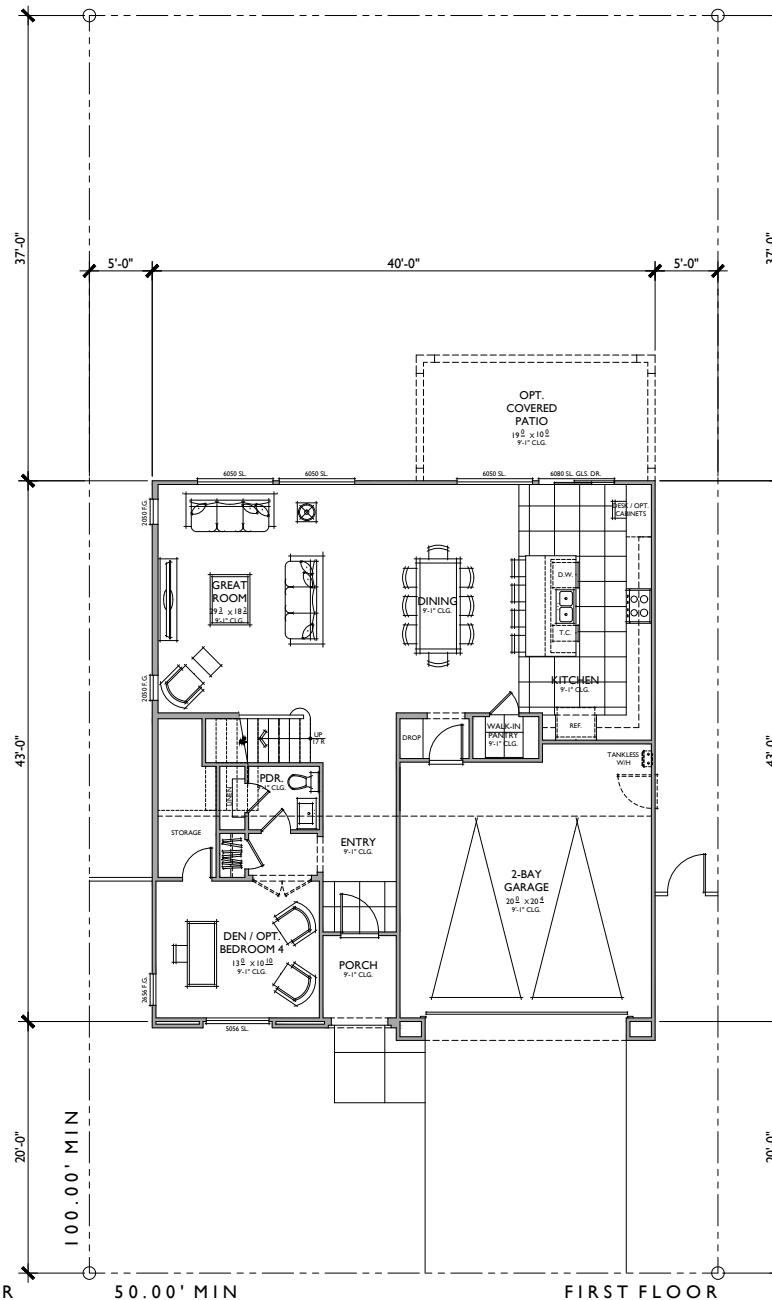 37'-0"
5'-0"
40'-0"
5'-0"
37'-0"
OPT.
COVERED
PATIO
19⁰ x 10⁰
9'-1" CLG.
6050 SL.
6050 SL.
6050 SL.
6080 SL. GLS. DR.
2050 F.G.
DESK / OPT.
CABINETS
GREAT
ROOM
29³ x 18³
9'-1" CLG.
DINING
9'-1" CLG.
D.W.
T.C.
KITCHEN
9'-1" CLG.
2050 F.G.
REF.
UP
17 R
DROP
WALK-IN
PANTRY
9'-1" CLG.
43'-0"
43'-0"
TANKLESS
W/H
PDR.
9'-1" CLG.
LINEN
STORAGE
ENTRY
9'-1" CLG.
2-BAY
GARAGE
20⁰ x 20⁴
9'-1" CLG.
DEN / OPT.
BEDROOM 4
13⁰ x 10¹⁰
9'-1" CLG.
PORCH
9'-1" CLG.
2656 F.G.
5056 SL.
20'-0"
100.00' MIN
20'-0"
R
50.00' MIN
FIRST FLOOR